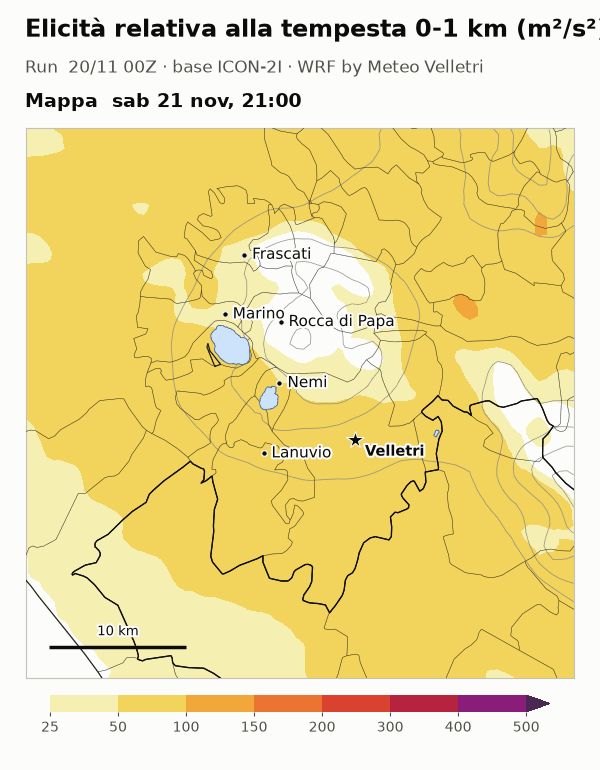 Elicità relativa alla tempesta 0-1 km (m²/s²)
Run  20/11 00Z · base ICON-2I · WRF by Meteo Velletri
Mappa  sab 21 nov, 21:00
Frascati
Marino
Rocca di Papa
Nemi
Velletri
Lanuvio
10 km
25 50 100 150 200 300 400 500